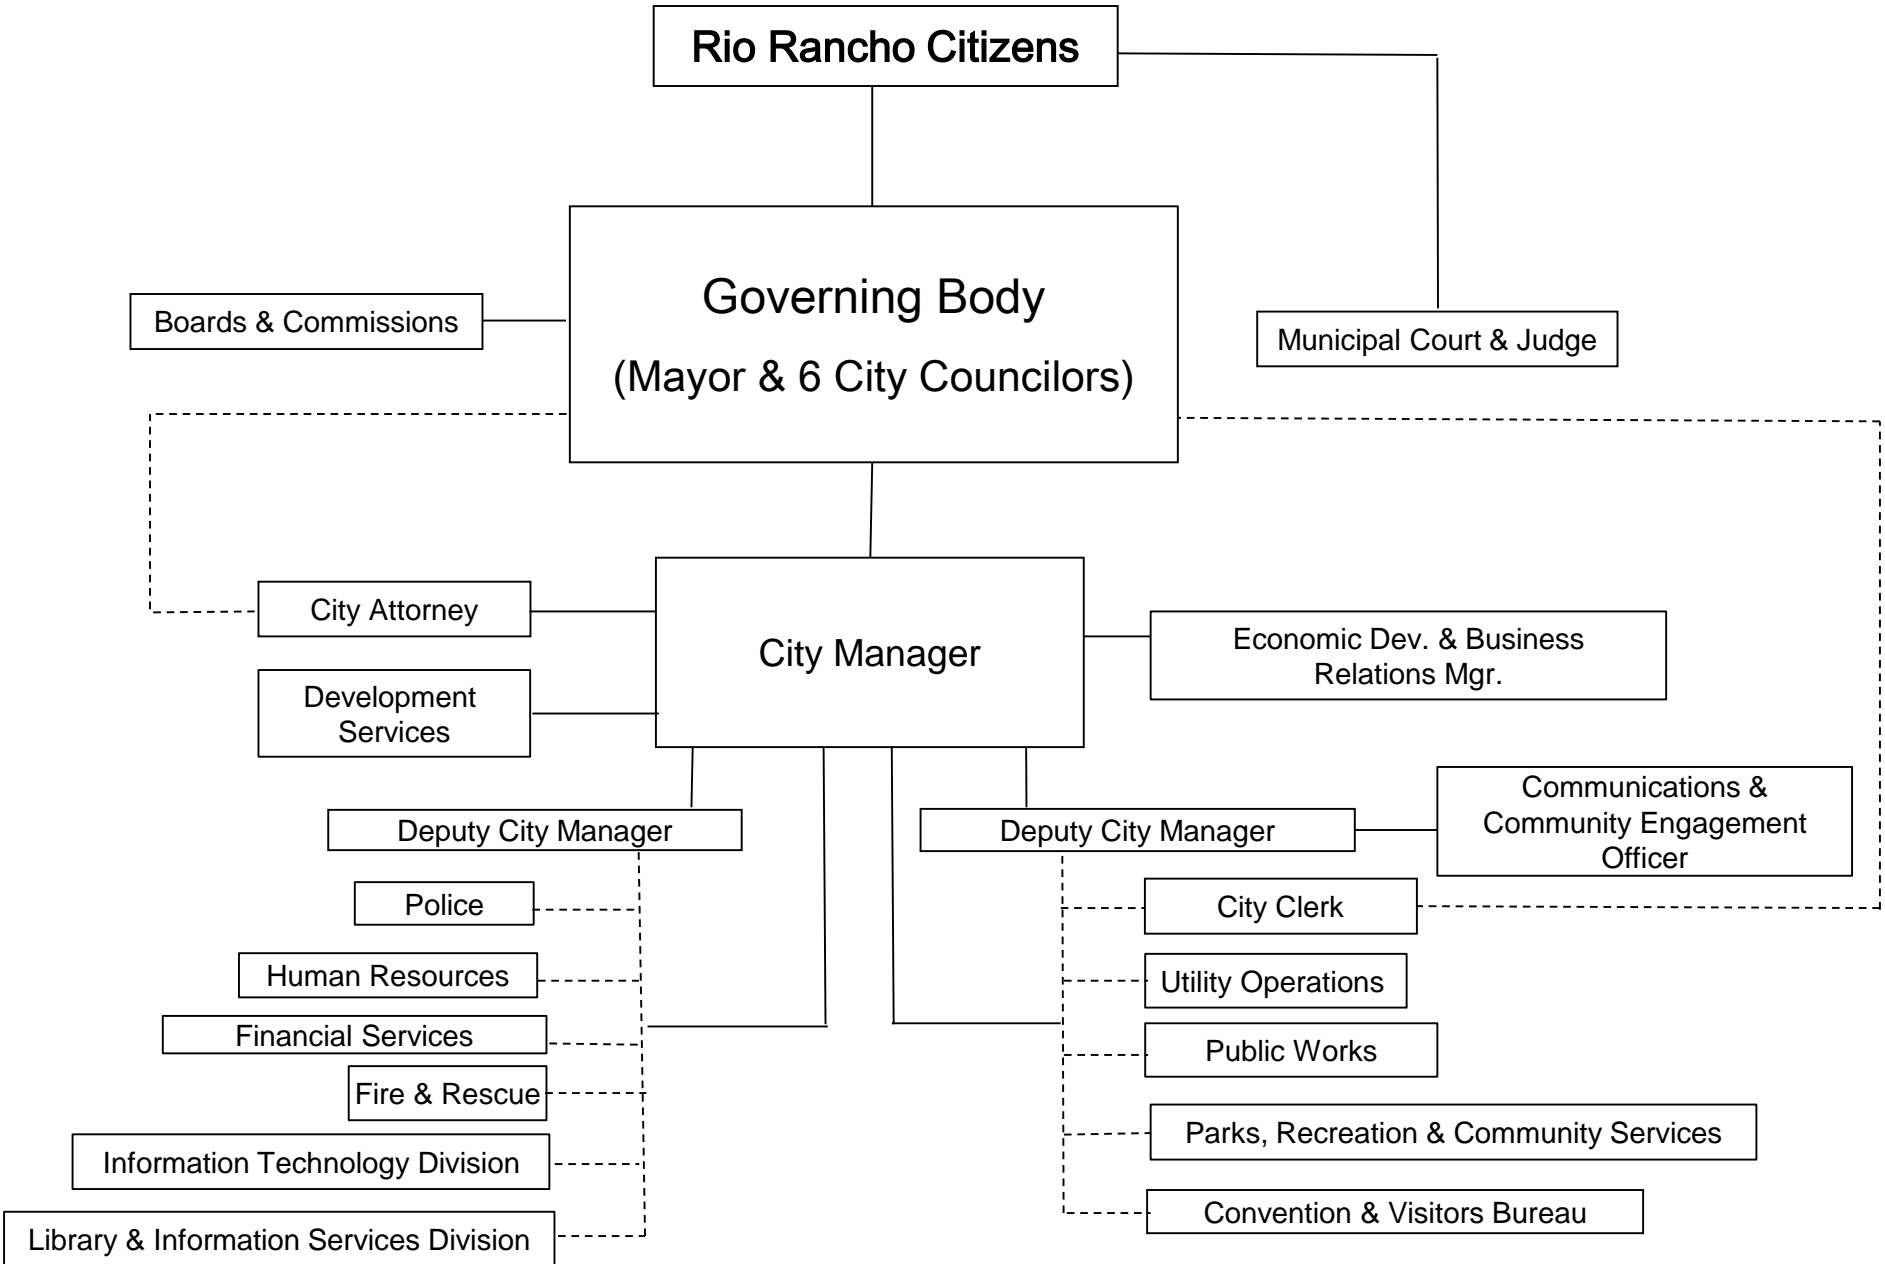 Rio Rancho Citizens
Governing Body
(Mayor & 6 City Councilors)
Boards & Commissions
Municipal Court & Judge
City Attorney
City Manager
Economic Dev. & Business
Relations Mgr.
Development
Services
Deputy City Manager
Deputy City Manager
Communications &
Community Engagement
Officer
Police
Human Resources
Financial Services
Fire & Rescue
Information Technology Division
Library & Information Services Division
City Clerk
Utility Operations
Public Works
Parks, Recreation & Community Services
Convention & Visitors Bureau